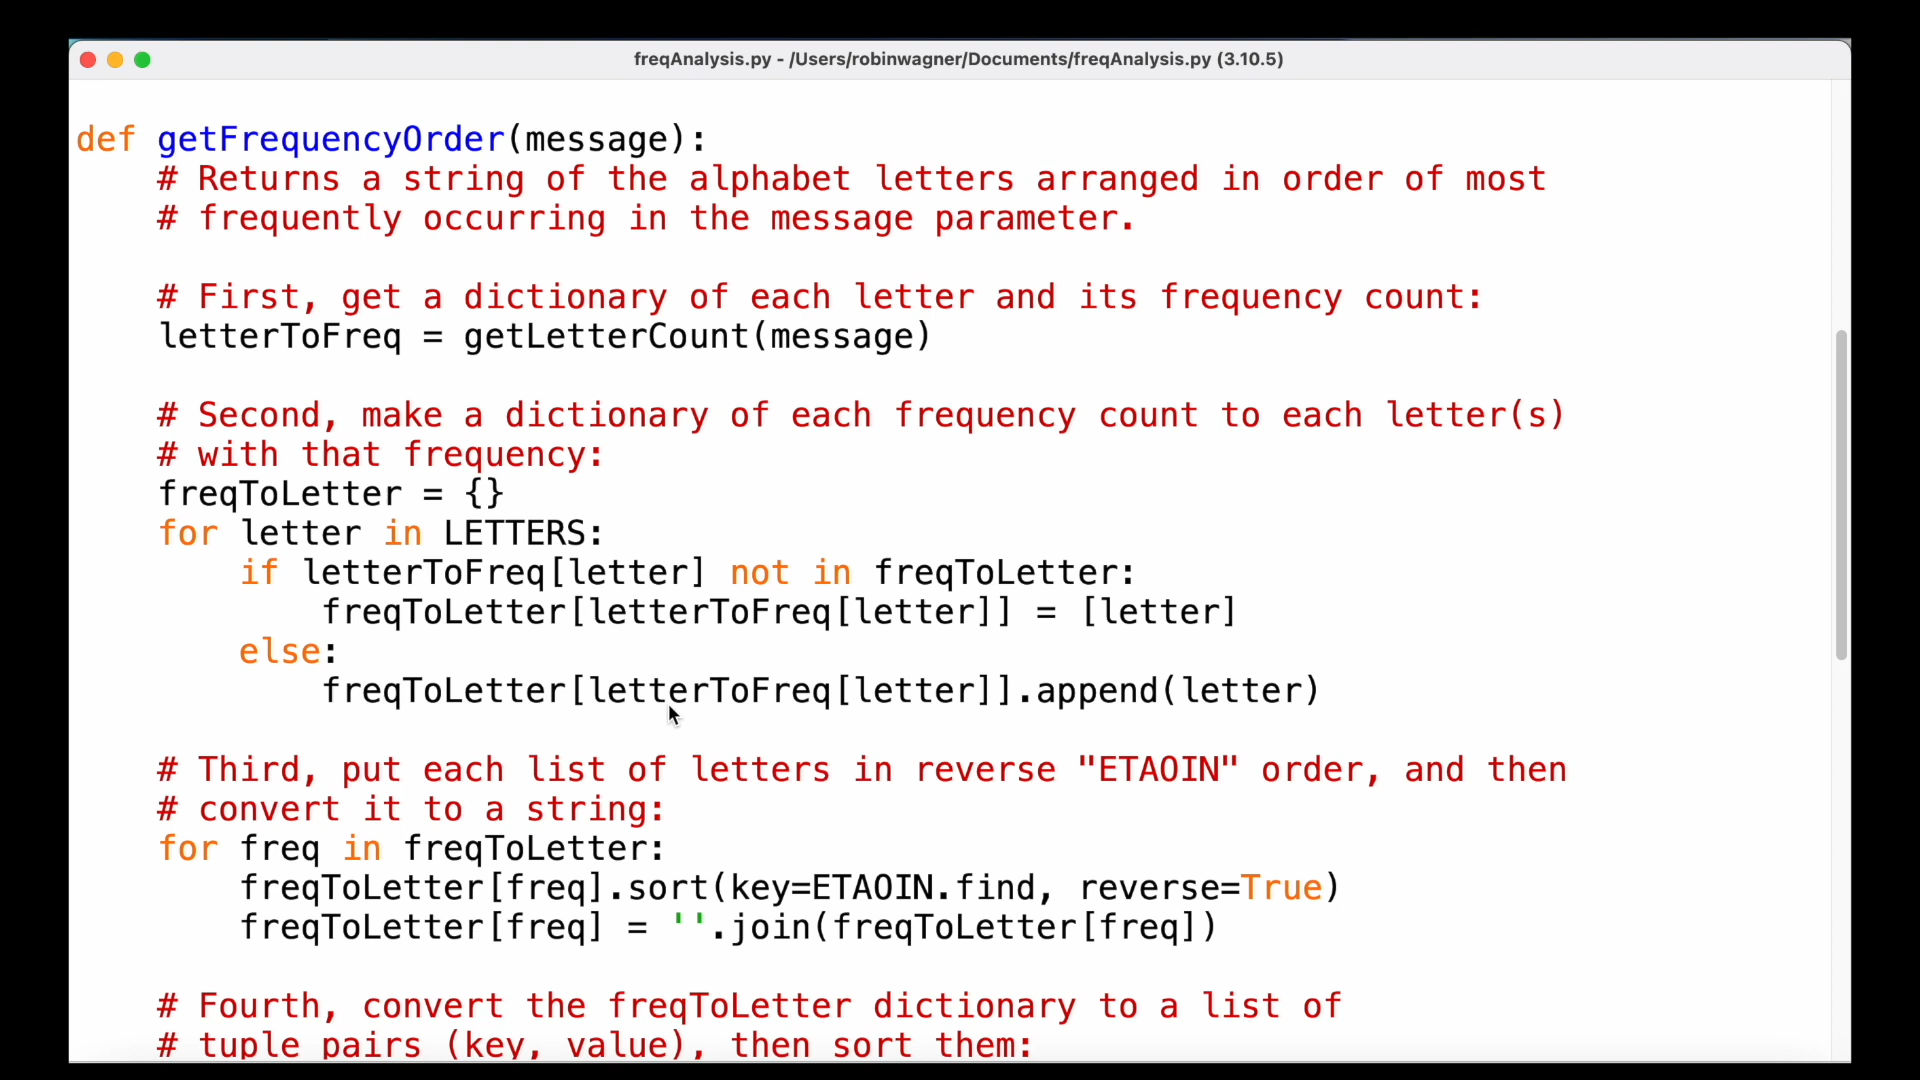 freqAnalysis.py - /Users/robinwagner/Documents/freqAnalysis.py (3.10.5)
def getFrequencyOrder(message):
    # Returns a string of the alphabet letters arranged in order of most
    # frequently occurring in the message parameter.

    # First, get a dictionary of each letter and its frequency count:
    letterToFreq = getLetterCount(message)

    # Second, make a dictionary of each frequency count to each letter(s)
    # with that frequency:
    freqToLetter = {}
    for letter in LETTERS:
        if letterToFreq[letter] not in freqToLetter:
            freqToLetter[letterToFreq[letter]] = [letter]
        else:
            freqToLetter[letterToFreq[letter]].append(letter)

    # Third, put each list of letters in reverse "ETAOIN" order, and then
    # convert it to a string:
    for freq in freqToLetter:
        freqToLetter[freq].sort(key=ETAOIN.find, reverse=True)
        freqToLetter[freq] = ''.join(freqToLetter[freq])

    # Fourth, convert the freqToLetter dictionary to a list of
    # tuple pairs (key, value), then sort them: